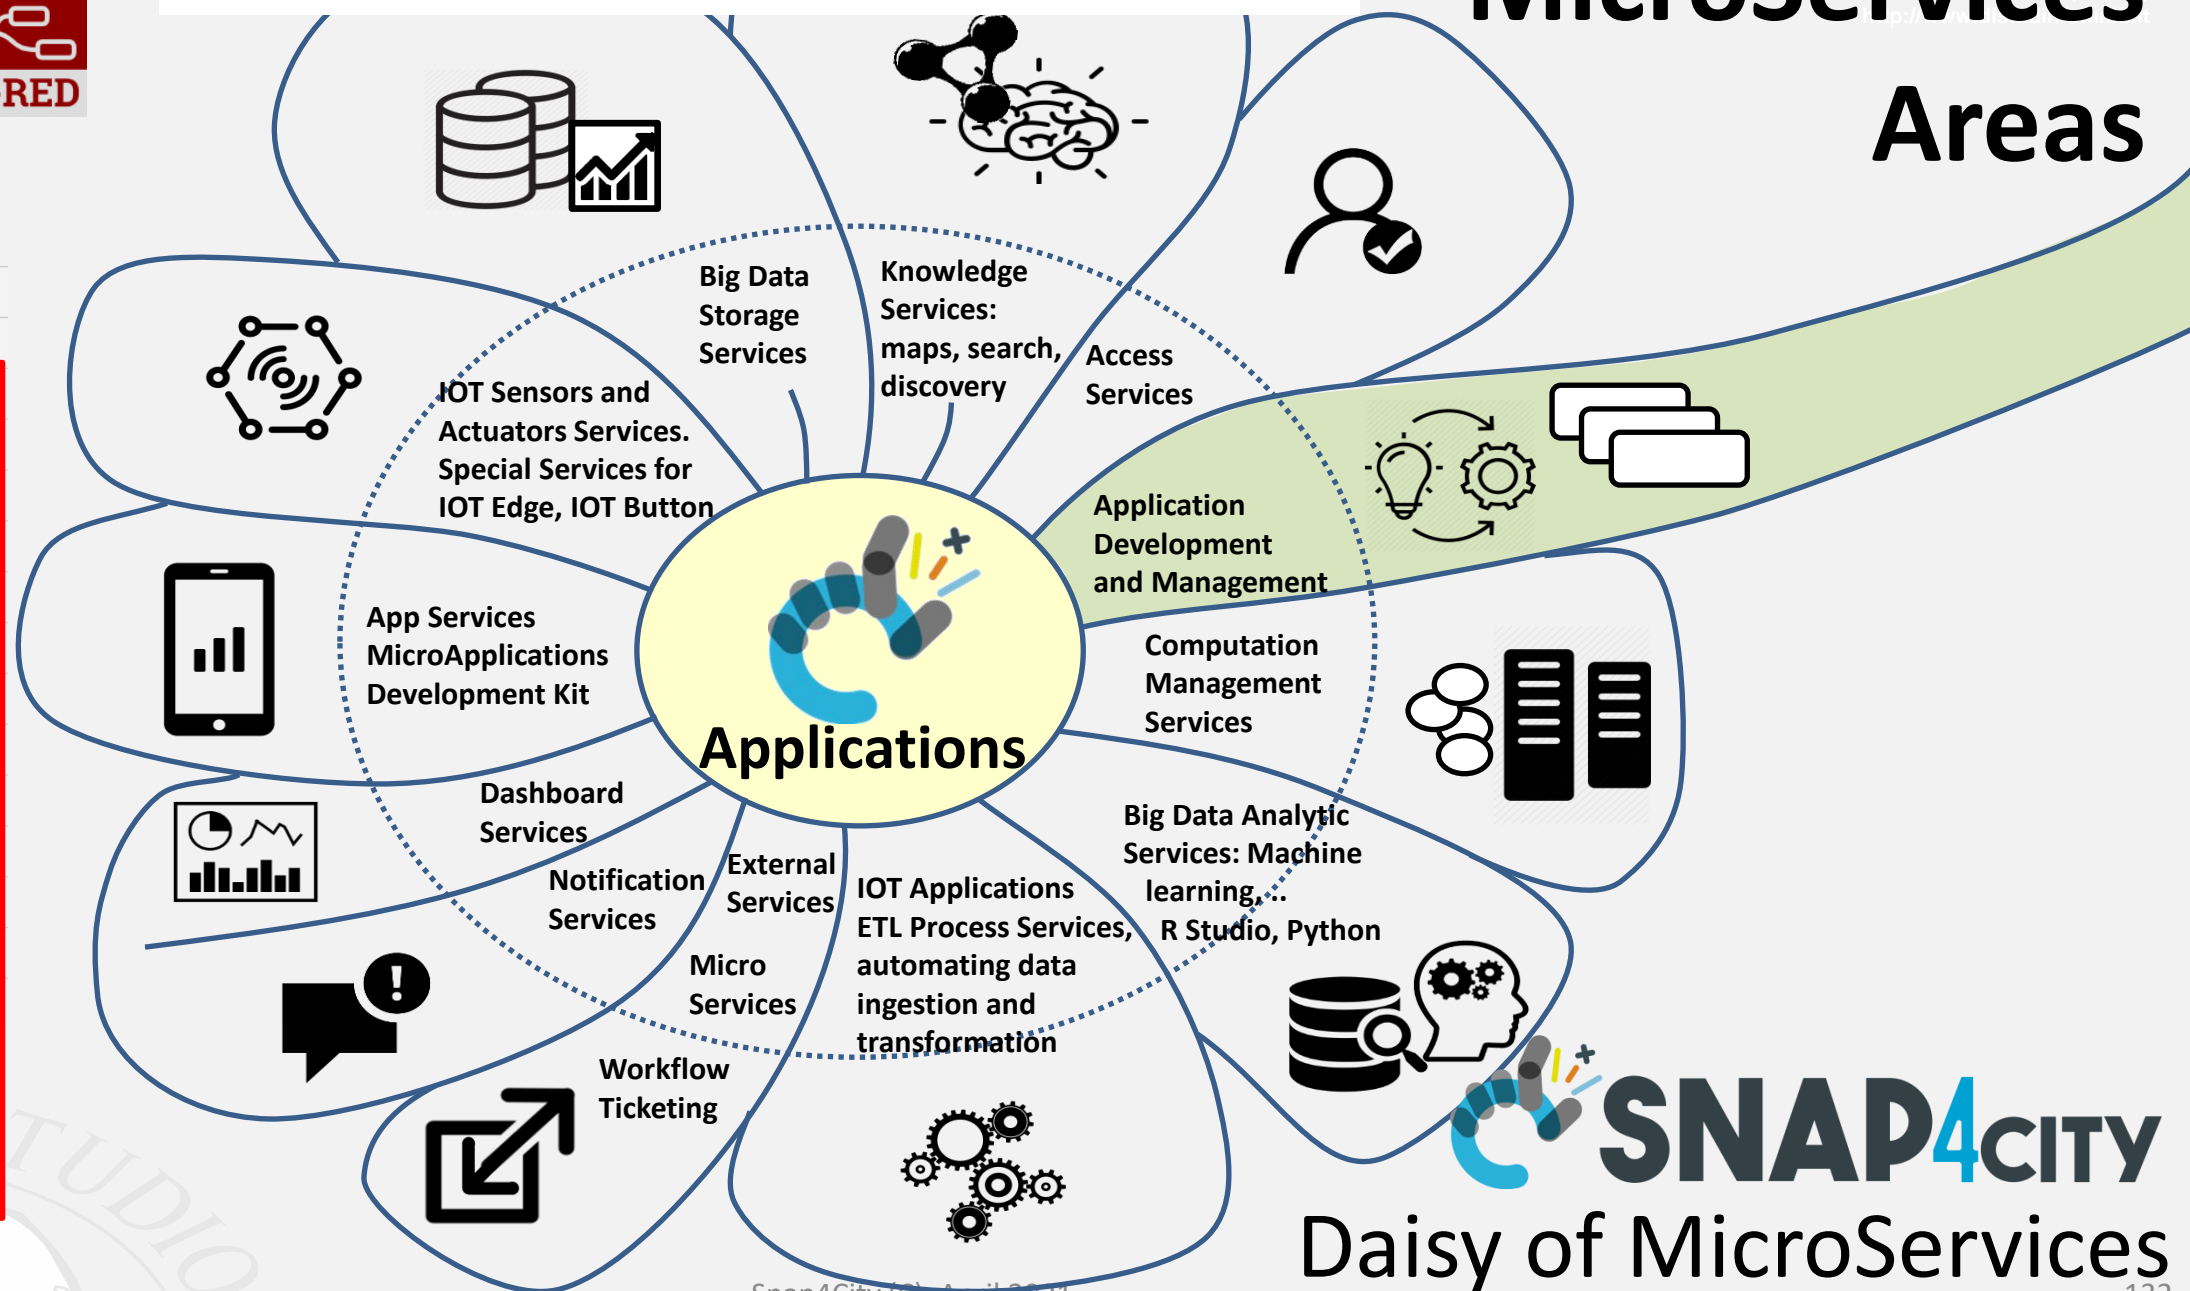 MicroServices
Areas
RED
Big Data
Storage
Services
Knowledge
Services:
maps, search,
discovery
Access
Services
IOT Sensors and
Actuators Services.
Special Services for
IOT Edge, IOT Button
Application
Development
and Management
App Services
MicroApplications
Development Kit
Computation
Management
Services
Applications
Dashboard
Services
Big Data Analytic
Services: Machine
learning, ..
R Studio, Python
Notification
Services
External
Services
IOT Applications
ETL Process Services,
automating data
ingestion and
transformation
Micro
Services
Workflow
Ticketing
SNAP4CITY
Daisy of MicroServices
TUDIO